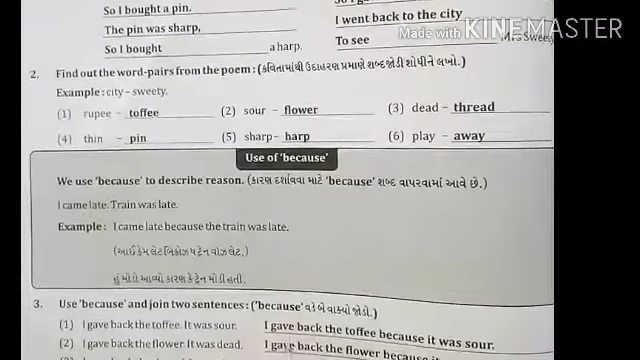 So I bought a pin.
The pin was sharp,
So I bought a harp.
I went back to the city
To see Mrs Sweety
Made with KINEMASTER
2. Find out the word-pairs from the poem : (કવિતામાંથી ઉદાહરણ પ્રમાણે શબ્દજોડી શોધીને લખો.)
Example : city – sweety.
(1) rupee – toffee (2) sour – flower (3) dead – thread
(4) thin – pin (5) sharp – harp (6) play – away
Use of 'because'
We use 'because' to describe reason. (કારણ દર્શાવવા માટે 'because' શબ્દ વાપરવામાં આવે છે.)
I came late. Train was late.
Example : I came late because the train was late.
(આઈ કેમ લેટ બિકોઝ ધ ટ્રેન વોઝ લેટ.)
હું મોડો આવ્યો કારણ કે ટ્રેન મોડી હતી.
3. Use 'because' and join two sentences : ('because' વડે બે વાક્યો જોડો.)
(1) I gave back the toffee. It was sour. I gave back the toffee because it was sour.
(2) I gave back the flower. It was dead. I gave back the flower because it